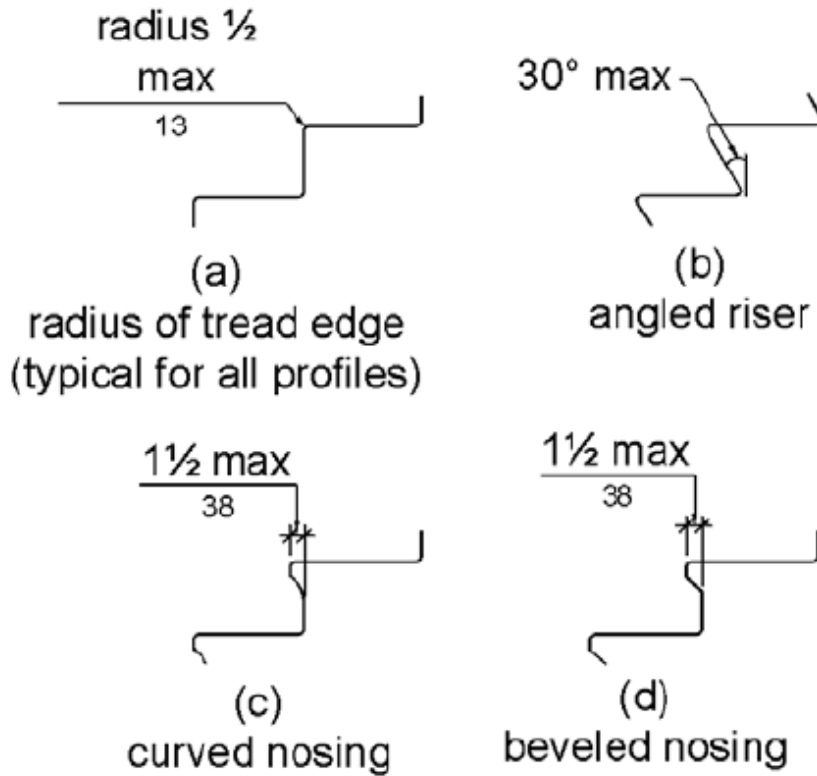 radius ½
max
13
(a)
radius of tread edge
(typical for all profiles)
30° max
(b)
angled riser
1½ max
38
(c)
curved nosing
1½ max
38
(d)
beveled nosing